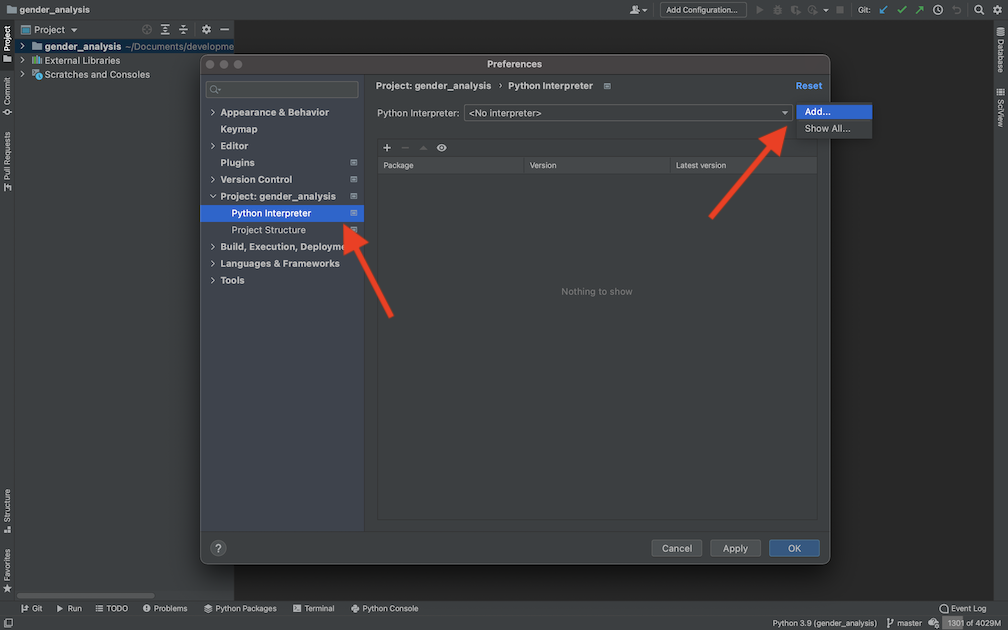 gender_analysis
Add Configuration...
Git:
Project
gender_analysis ~/Documents/developme
External Libraries
Scratches and Consoles
Project
Commit
Pull Requests
Structure
Favorites
Database
SciView
Preferences
Appearance & Behavior
Keymap
Editor
Plugins
Version Control
Project: gender_analysis
Python Interpreter
Project Structure
Build, Execution, Deployme
Languages & Frameworks
Tools
Project: gender_analysis › Python Interpreter
Reset
Python Interpreter: <No interpreter>
Add...
Show All...
Package Version Latest version
Nothing to show
?
Cancel Apply OK
Git Run TODO Problems Python Packages Terminal Python Console Event Log
Python 3.9 (gender_analysis) master 1301 of 4029M